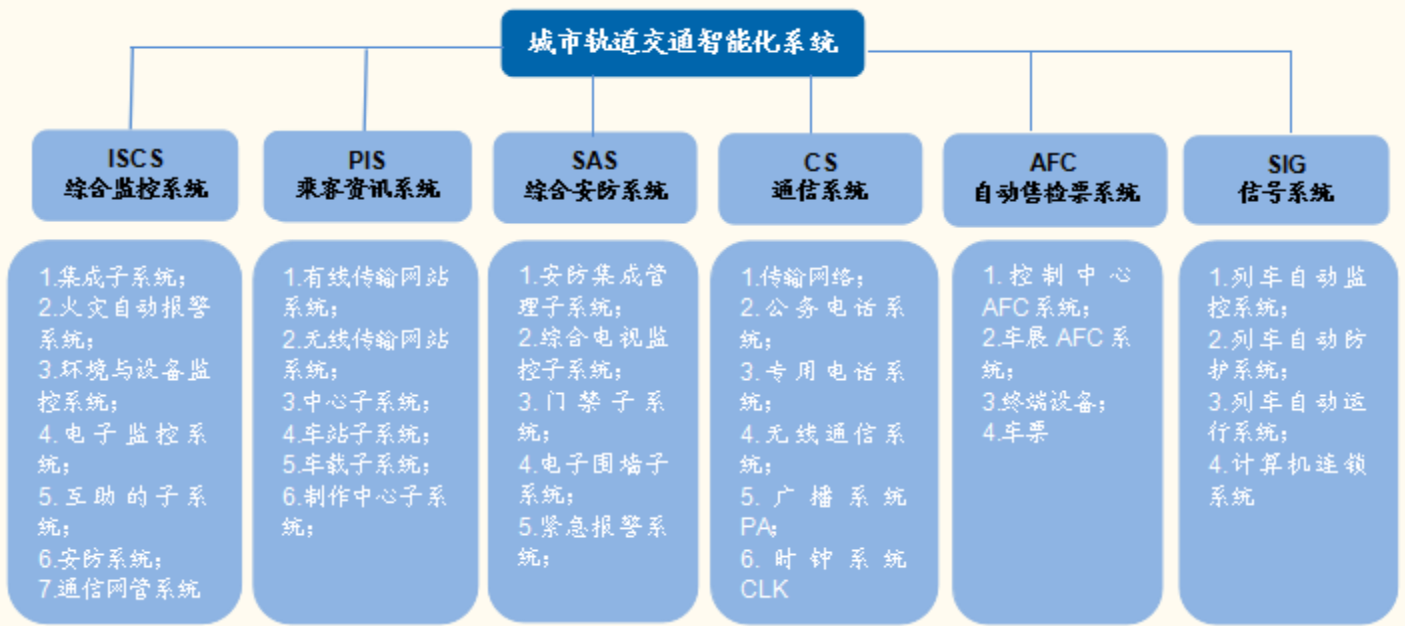 城市轨道交通智能化系统
ISCS
综合监控系统
PIS
乘客资讯系统
SAS
综合安防系统
CS
通信系统
AFC
自动售检票系统
SIG
信号系统
1.集成子系统;
2.火灾自动报警
系统;
3.环境与设备监
控系统;
4.电子监控系
统;
5.互助的子系
统;
6.安防系统;
7.通信网管系统
1.有线传输网站
系统;
2.无线传输网站
系统;
3.中心子系统;
4.车站子系统;
5.车载子系统;
6.制作中心子系
统;
1.安防集成管
理子系统;
2.综合电视监
控子系统;
3.门禁子系
统;
4.电子围墙子
系统;
5.紧急报警系
统;
1.传输网络;
2.公务电话系
统;
3.专用电话系
统;
4.无线通信系
统;
5.广播系统
PA;
6.时钟系统
CLK
1.控制中心
AFC系统;
2.车展AFC系
统;
3.终端设备;
4.车票
1.列车自动监
控系统;
2.列车自动防
护系统;
3.列车自动运
行系统;
4.计算机连锁
系统